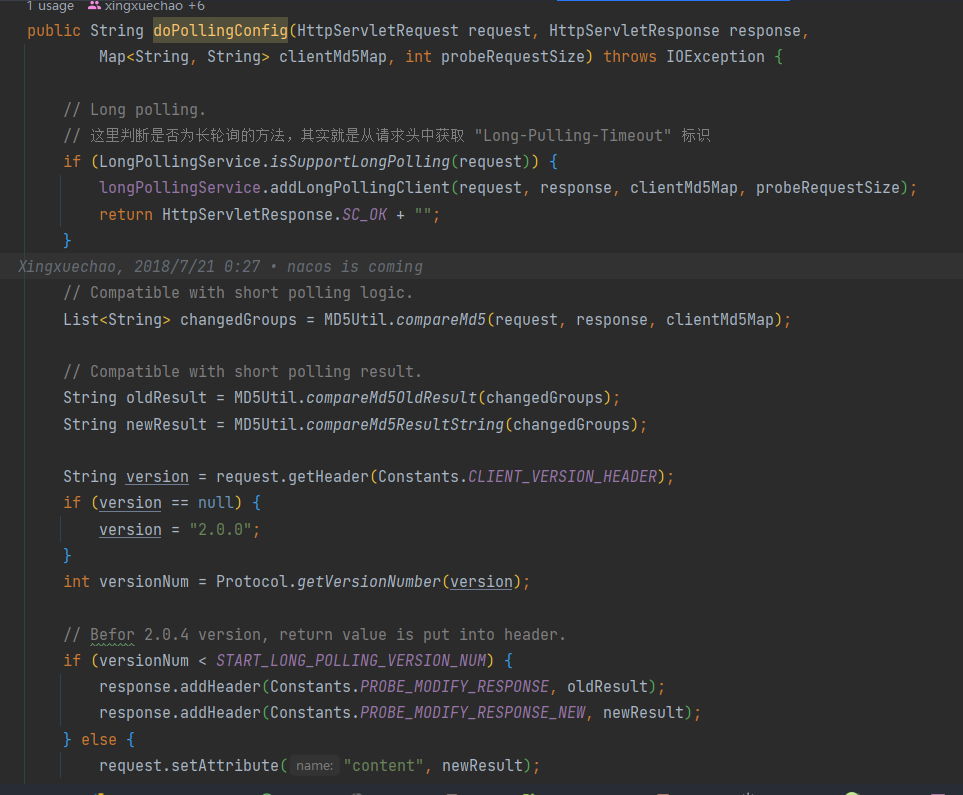 1 usage xingxuechao +6
public String doPollingConfig(HttpServletRequest request, HttpServletResponse response,
Map<String, String> clientMd5Map, int probeRequestSize) throws IOException {
// Long polling.
// 这里判断是否为长轮询的方法，其实就是从请求头中获取 "Long-Pulling-Timeout" 标识
if (LongPollingService.isSupportLongPolling(request)) {
longPollingService.addLongPollingClient(request, response, clientMd5Map, probeRequestSize);
return HttpServletResponse.SC_OK + "";
}
Xingxuechao, 2018/7/21 0:27 • nacos is coming
// Compatible with short polling logic.
List<String> changedGroups = MD5Util.compareMd5(request, response, clientMd5Map);
// Compatible with short polling result.
String oldResult = MD5Util.compareMd5OldResult(changedGroups);
String newResult = MD5Util.compareMd5ResultString(changedGroups);
String version = request.getHeader(Constants.CLIENT_VERSION_HEADER);
if (version == null) {
version = "2.0.0";
}
int versionNum = Protocol.getVersionNumber(version);
// Befor 2.0.4 version, return value is put into header.
if (versionNum < START_LONG_POLLING_VERSION_NUM) {
response.addHeader(Constants.PROBE_MODIFY_RESPONSE, oldResult);
response.addHeader(Constants.PROBE_MODIFY_RESPONSE_NEW, newResult);
} else {
request.setAttribute( name: "content", newResult);